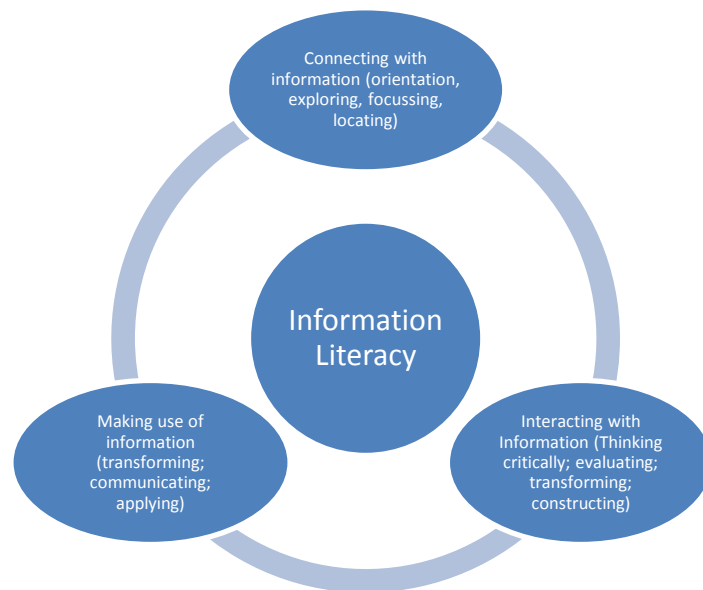 Connecting with
information (orientation,
exploring, focussing,
locating)
Information
Literacy
Making use of
information
(transforming;
communicating;
applying)
Interacting with
Information (Thinking
critically; evaluating;
transforming;
constructing)